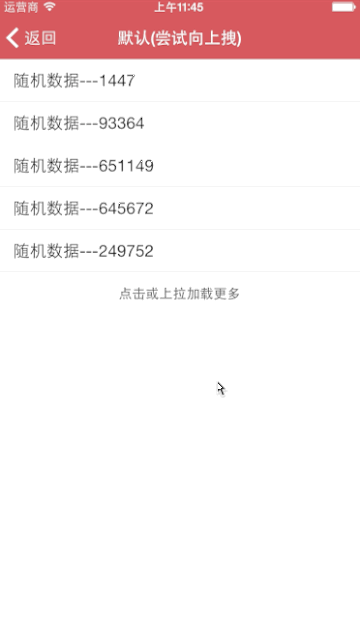 运营商 上午11:45
返回 默认(尝试向上拽)
随机数据---1447
随机数据---93364
随机数据---651149
随机数据---645672
随机数据---249752
点击或上拉加载更多